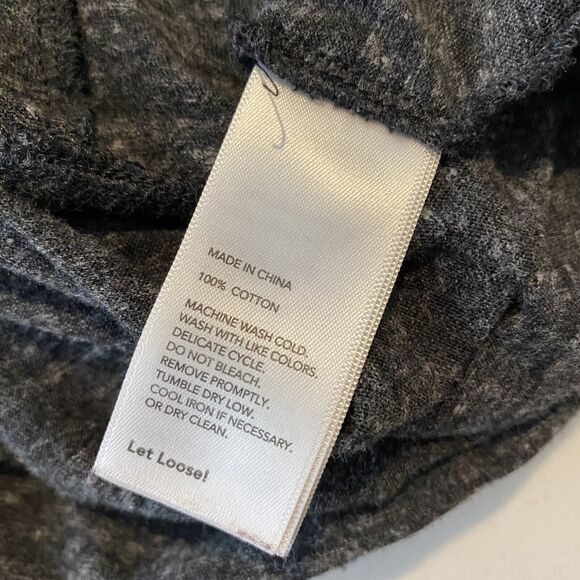 MADE IN CHINA
100% COTTON
MACHINE WASH COLD.
WASH WITH LIKE COLORS.
DELICATE CYCLE.
DO NOT BLEACH.
REMOVE PROMPTLY.
TUMBLE DRY LOW.
COOL IRON IF NECESSARY.
OR DRY CLEAN.
Let Loose!